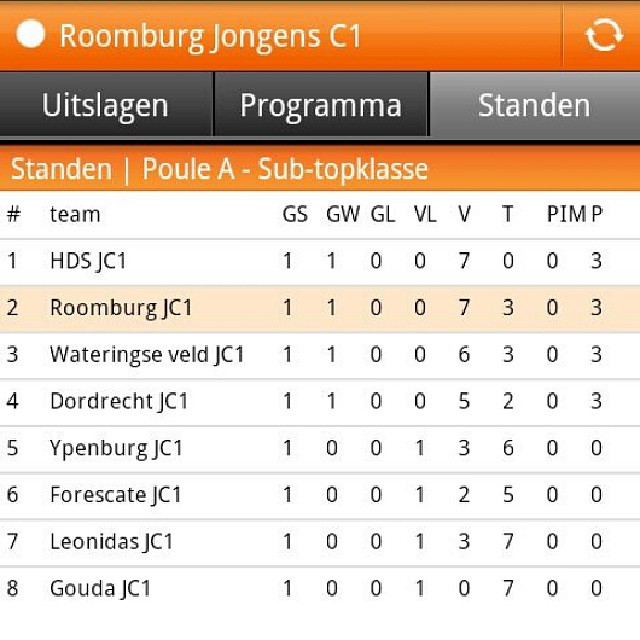 Roomburg Jongens C1
Uitslagen Programma Standen
Standen | Poule A - Sub-topklasse
# team GS GW GL VL V T PIM P
1 HDS JC1 1 1 0 0 7 0 0 3
2 Roomburg JC1 1 1 0 0 7 3 0 3
3 Wateringse veld JC1 1 1 0 0 6 3 0 3
4 Dordrecht JC1 1 1 0 0 5 2 0 3
5 Ypenburg JC1 1 0 0 1 3 6 0 0
6 Forescate JC1 1 0 0 1 2 5 0 0
7 Leonidas JC1 1 0 0 1 3 7 0 0
8 Gouda JC1 1 0 0 1 0 7 0 0